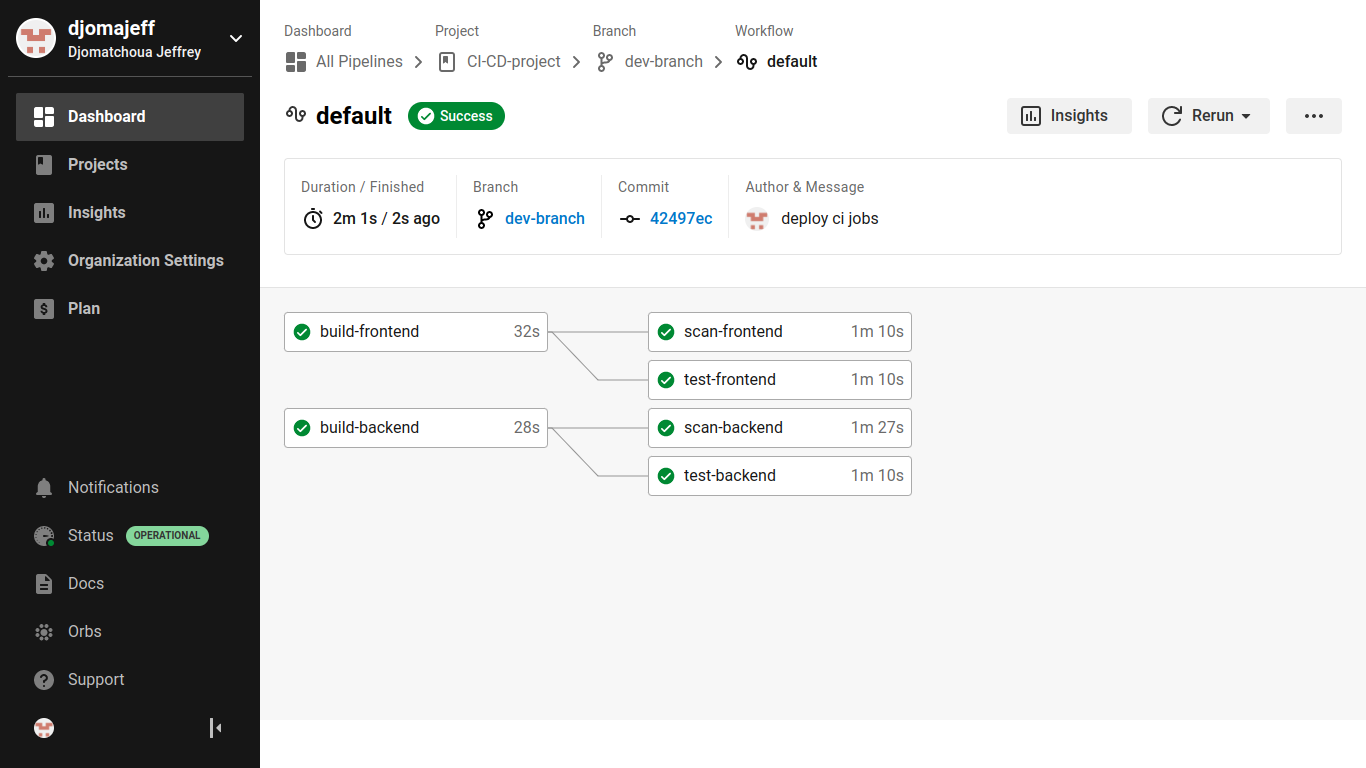 djomajeff
Djomatchoua Jeffrey
Dashboard
Projects
Insights
Organization Settings
Plan
Notifications
Status OPERATIONAL
Docs
Orbs
Support
Dashboard Project Branch Workflow
All Pipelines CI-CD-project dev-branch default
default Success Insights Rerun
Duration / Finished Branch Commit Author & Message
2m 1s / 2s ago dev-branch 42497ec deploy ci jobs
build-frontend 32s scan-frontend 1m 10s
test-frontend 1m 10s
build-backend 28s scan-backend 1m 27s
test-backend 1m 10s